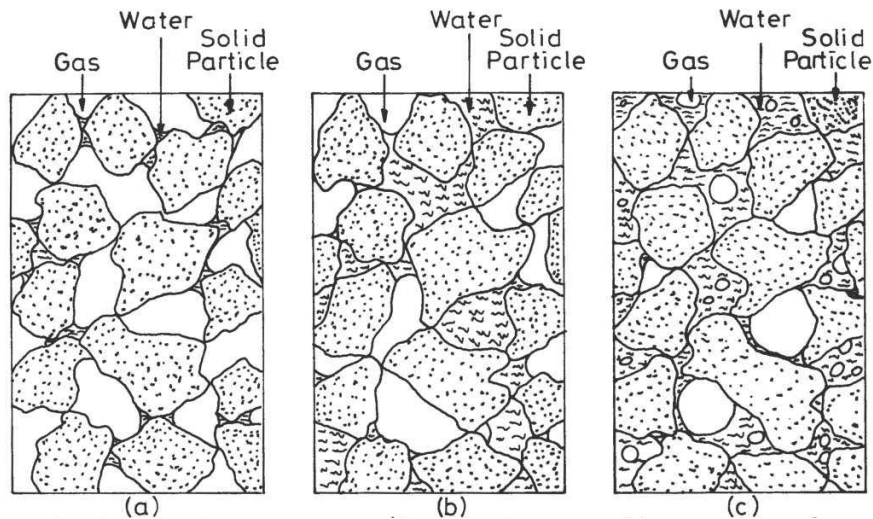 Water
Gas
Solid
Particle
(a)
Water
Gas
Solid
Particle
(b)
Water
Gas
Solid
Particle
(c)